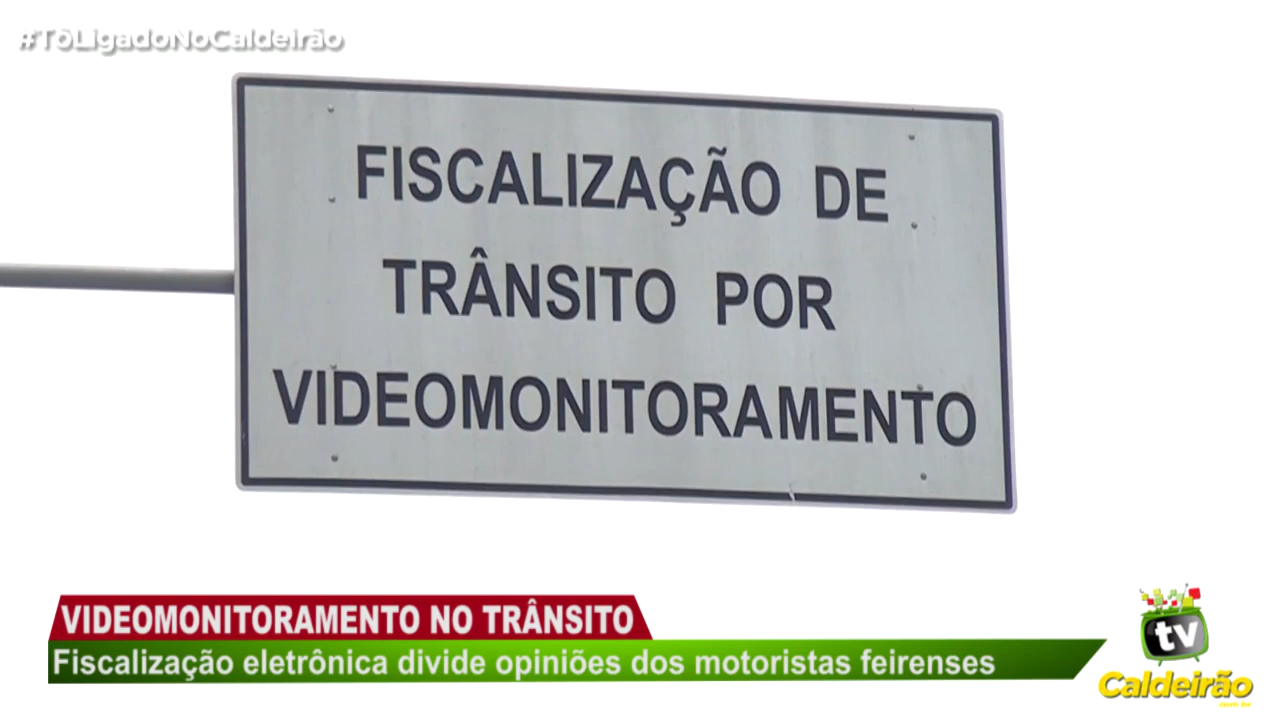 #TôLigadoNoCaldeirão
FISCALIZAÇÃO DE
TRÂNSITO POR
VIDEOMONITORAMENTO
VIDEOMONITORAMENTO NO TRÂNSITO
Fiscalização eletrônica divide opiniões dos motoristas feirenses
tv
Caldeirão